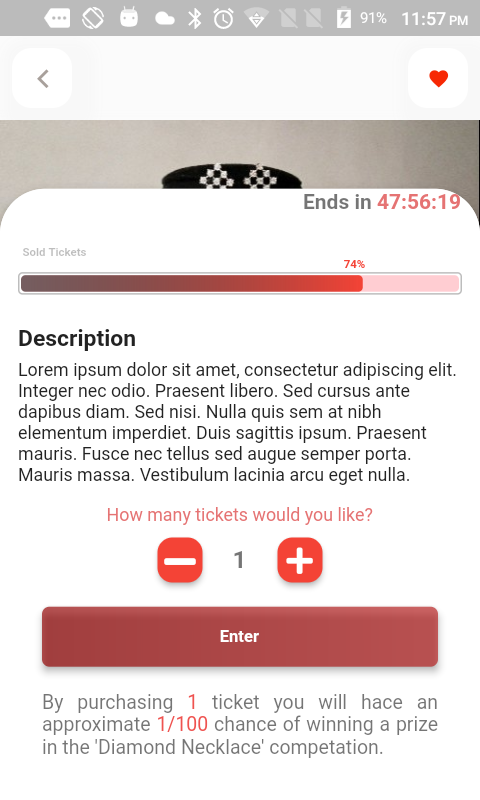 91% 11:57 PM
Ends in 47:56:19
Sold Tickets
74%
Description
Lorem ipsum dolor sit amet, consectetur adipiscing elit.
Integer nec odio. Praesent libero. Sed cursus ante
dapibus diam. Sed nisi. Nulla quis sem at nibh
elementum imperdiet. Duis sagittis ipsum. Praesent
mauris. Fusce nec tellus sed augue semper porta.
Mauris massa. Vestibulum lacinia arcu eget nulla.
How many tickets would you like?
1
Enter
By purchasing 1 ticket you will hace an
approximate 1/100 chance of winning a prize
in the 'Diamond Necklace' competation.